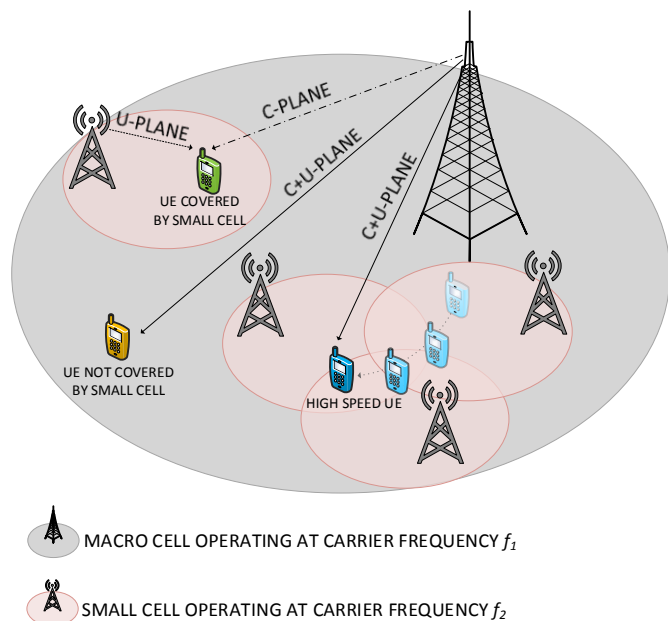 C-PLANE
U-PLANE
C+U-PLANE
C+U-PLANE
UE COVERED
BY SMALL CELL
UE NOT COVERED
BY SMALL CELL
HIGH SPEED UE
MACRO CELL OPERATING AT CARRIER FREQUENCY f1
SMALL CELL OPERATING AT CARRIER FREQUENCY f2